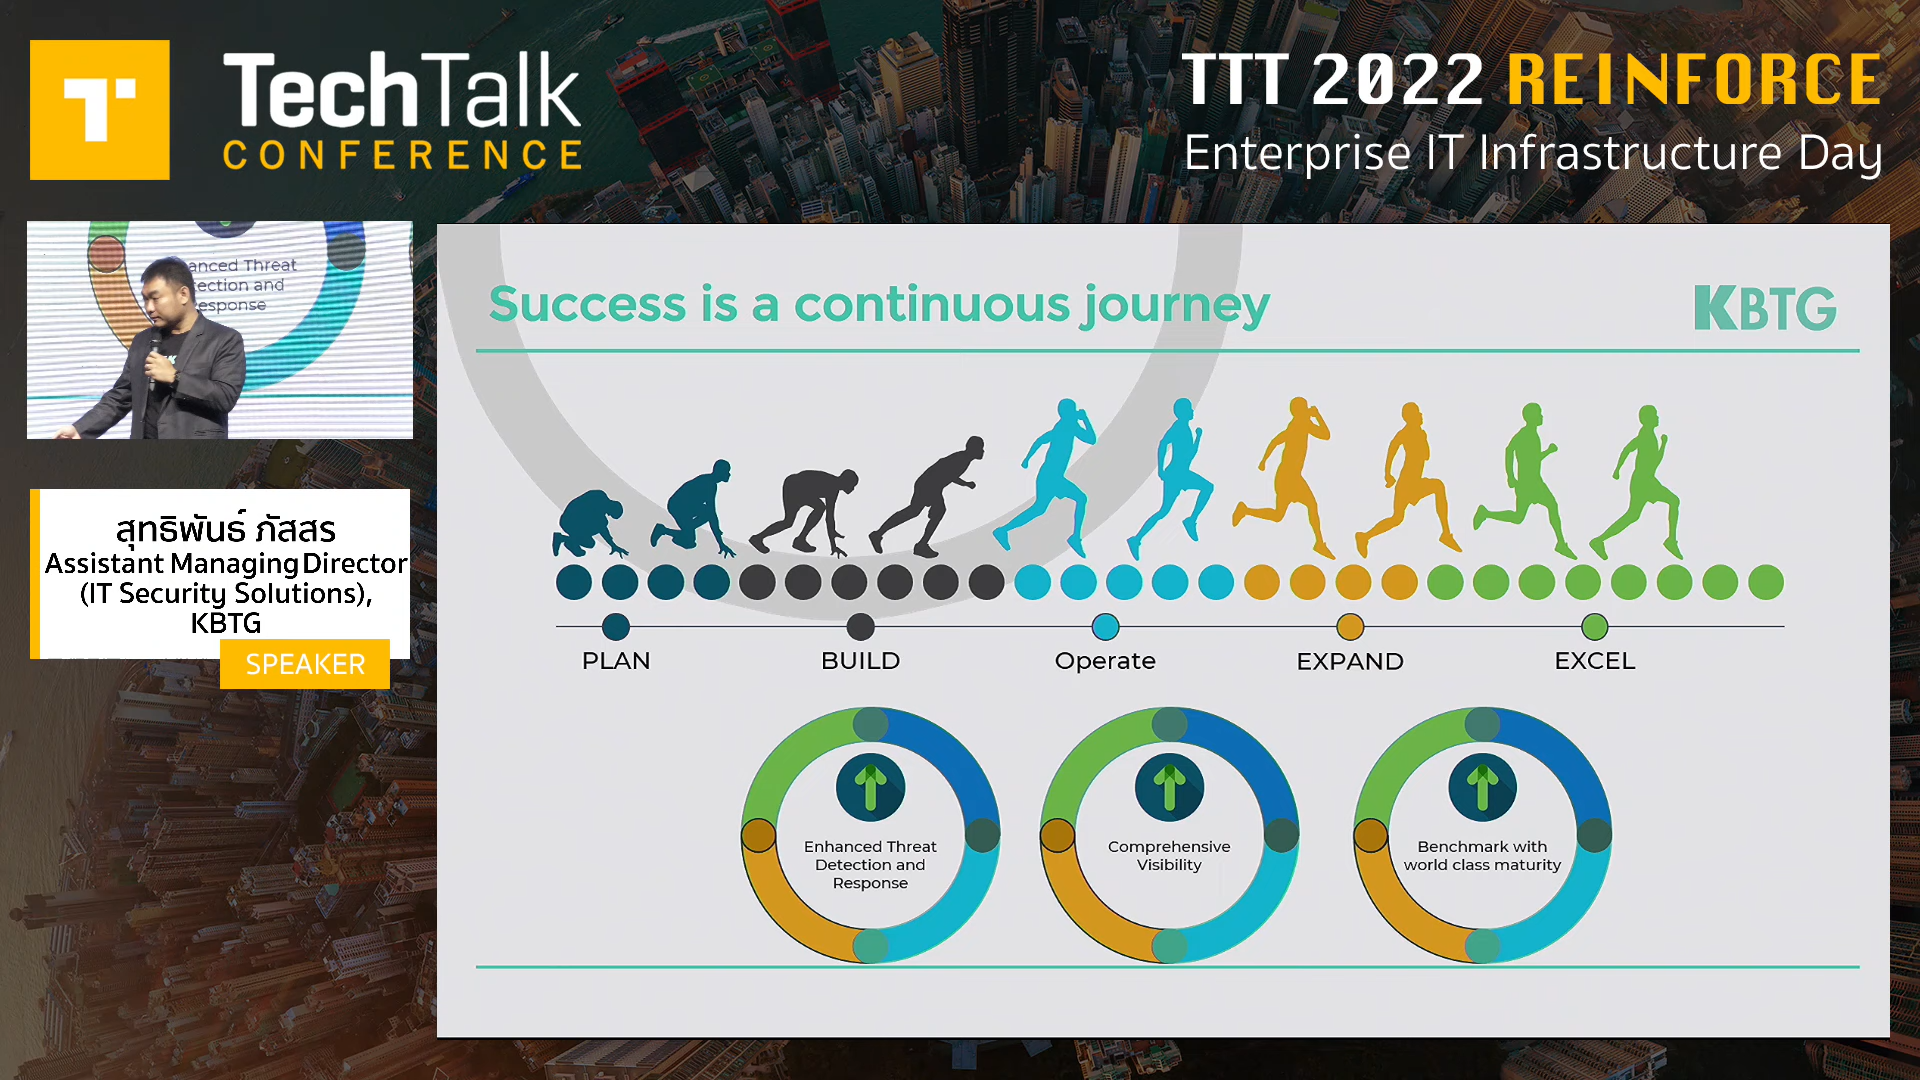 TechTalk
CONFERENCE
TTT 2022 REINFORCE
Enterprise IT Infrastructure Day
anced Threat
ection and
esponse
สุทธิพันธ์ ภัสสร
Assistant Managing Director
(IT Security Solutions),
KBTG
SPEAKER
Success is a continuous journey
KBTG
PLAN
BUILD
Operate
EXPAND
EXCEL
Enhanced Threat
Detection and
Response
Comprehensive
Visibility
Benchmark with
world class maturity